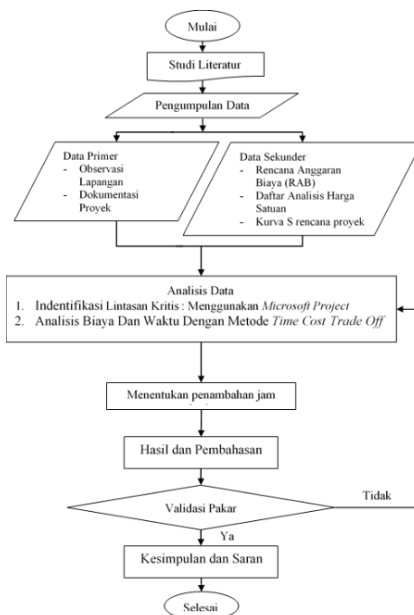 Mulai
Studi Literatur
Pengumpulan Data
Data Primer
- Observasi
Lapangan
- Dokumentasi
Proyek
Data Sekunder
- Rencana Anggaran
Biaya (RAB)
- Daftar Analisis Harga
Satuan
- Kurva S rencana proyek
Analisis Data
1. Indentifikasi Lintasan Kritis : Menggunakan Microsoft Project
2. Analisis Biaya Dan Waktu Dengan Metode Time Cost Trade Off
Menentukan penambahan jam
Hasil dan Pembahasan
Validasi Pakar
Tidak
Ya
Kesimpulan dan Saran
Selesai